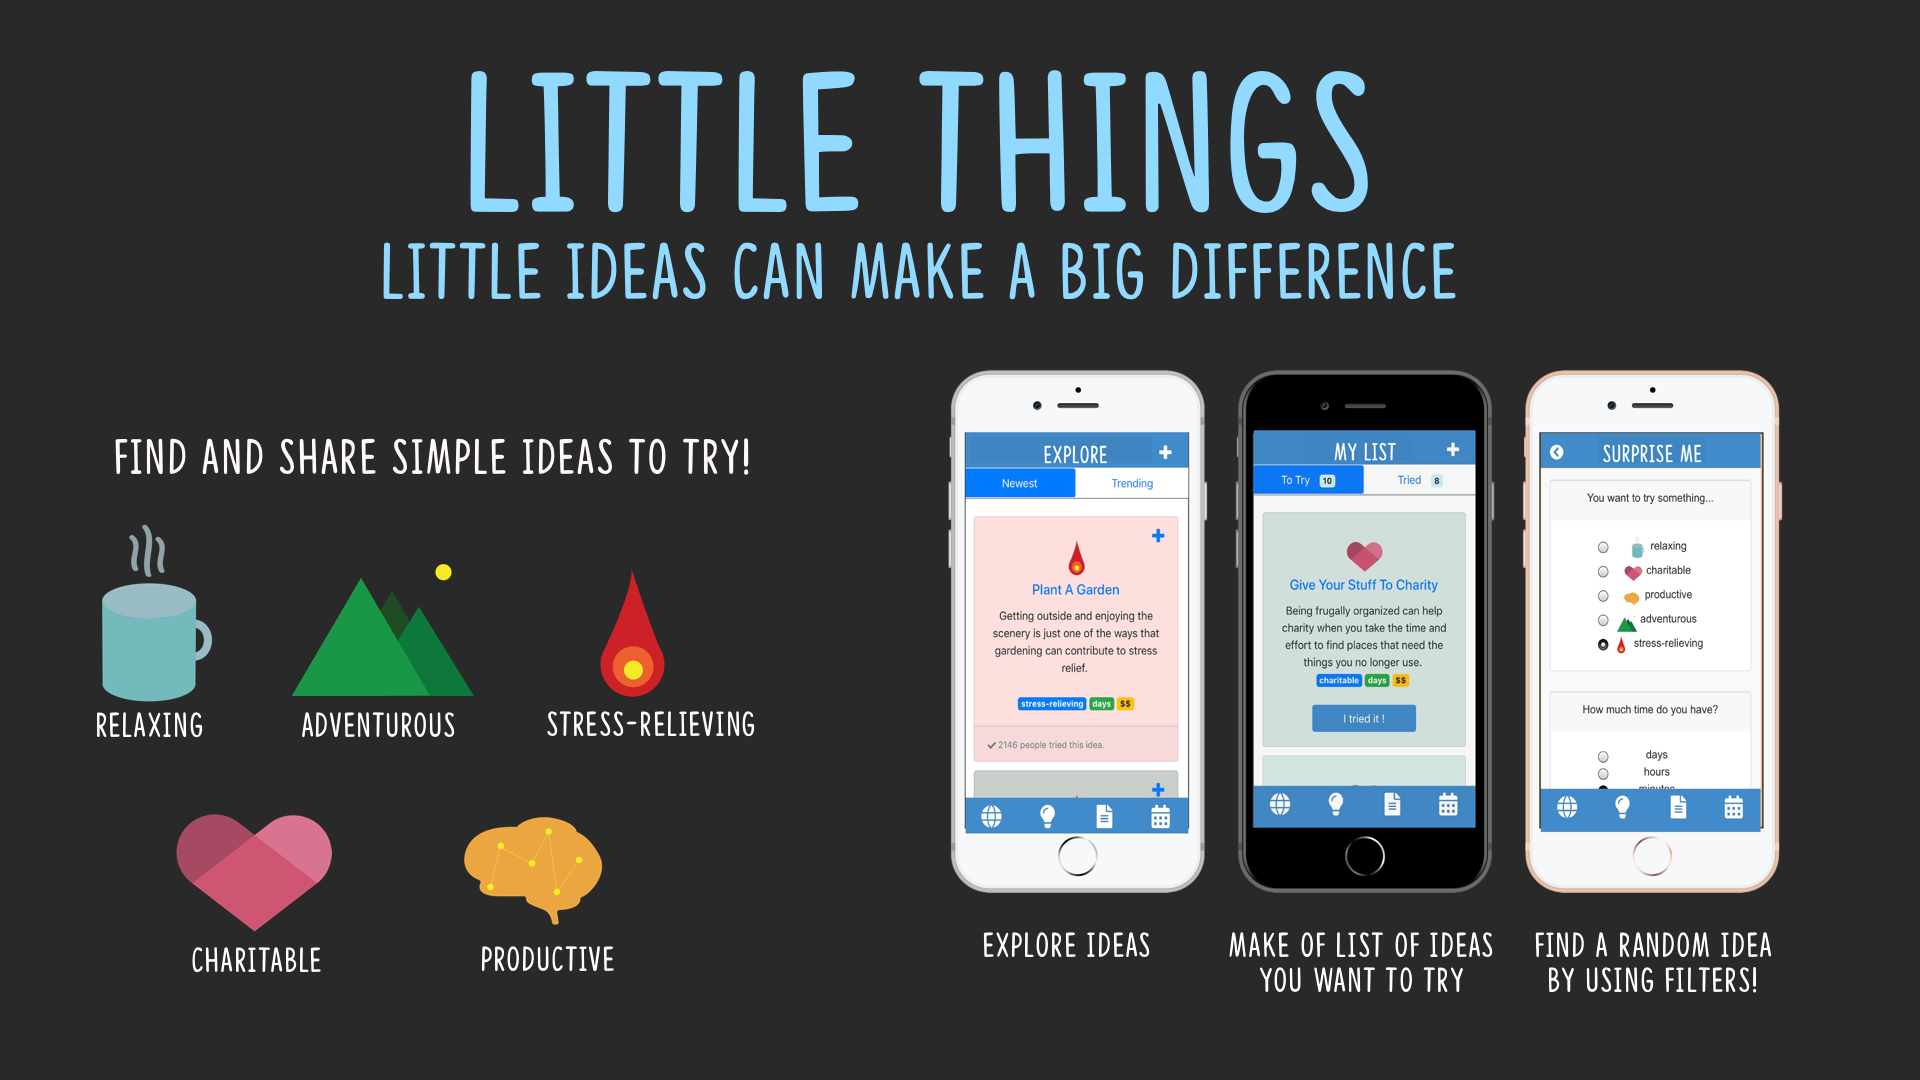 LITTLE THINGS
LITTLE IDEAS CAN MAKE A BIG DIFFERENCE
FIND AND SHARE SIMPLE IDEAS TO TRY!
RELAXING
ADVENTUROUS
STRESS-RELIEVING
CHARITABLE
PRODUCTIVE
EXPLORE
Newest
Trending
Plant A Garden
Getting outside and enjoying the
scenery is just one of the ways that
gardening can contribute to stress
relief.
stress-relieving days $$
2146 people tried this idea.
EXPLORE IDEAS
MY LIST
To Try 10
Tried 8
Give Your Stuff To Charity
Being frugally organized can help
charity when you take the time and
effort to find places that need the
things you no longer use.
charitable days $$
I tried it !
MAKE OF LIST OF IDEAS
YOU WANT TO TRY
SURPRISE ME
You want to try something...
relaxing
charitable
productive
adventurous
stress-relieving
How much time do you have?
days
hours
minutes
FIND A RANDOM IDEA
BY USING FILTERS!